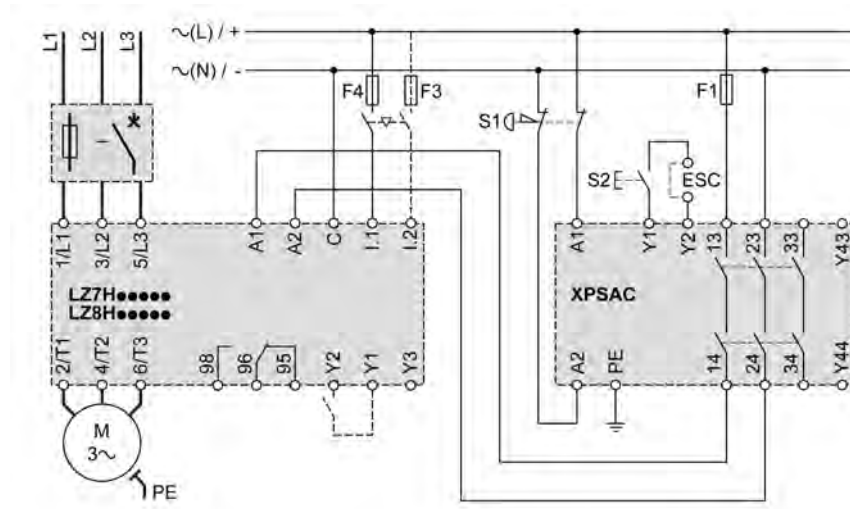 L1 L2 L3
~(L) / +
~(N) / -
F4 F3
S1
F1
S2
ESC
1/L1 3/L2 5/L3
A1 A2 C I.1 I.2
A1 Y1 Y2 13 23 33 Y43
LZ7H●●●●●
LZ8H●●●●●
XPSAC
2/T1 4/T2 6/T3
98 96 95 Y2 Y1 Y3
A2 PE 14 24 34 Y44
M
3~
PE